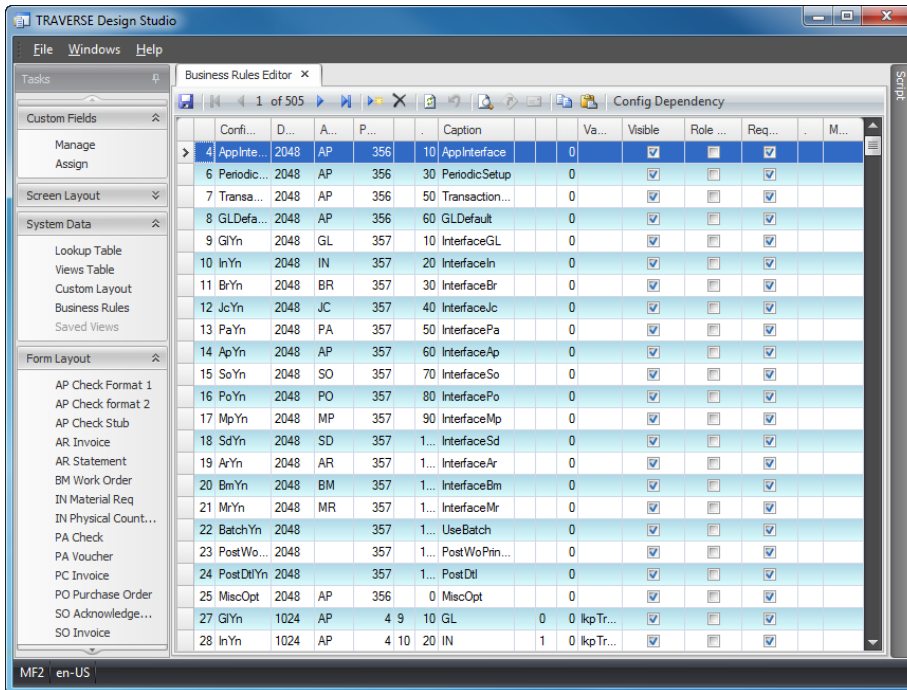 TRAVERSE Design Studio
File Windows Help
Tasks
Business Rules Editor
Script
1 of 505 Config Dependency
Custom Fields
Manage
Assign
Screen Layout
System Data
Lookup Table
Views Table
Custom Layout
Business Rules
Saved Views
Form Layout
AP Check Format 1
AP Check format 2
AP Check Stub
AR Invoice
AR Statement
BM Work Order
IN Material Req
IN Physical Count...
PA Check
PA Voucher
PC Invoice
PO Purchase Order
SO Acknowledge...
SO Invoice
Confi... D... A... P... . Caption Va... Visible Role ... Req... . M...
4 AppInte... 2048 AP 356 10 AppInterface 0
6 Periodic... 2048 AP 356 30 PeriodicSetup 0
7 Transa... 2048 AP 356 50 Transaction... 0
8 GLDefa... 2048 AP 356 60 GLDefault 0
9 GlYn 2048 GL 357 10 InterfaceGL 0
10 InYn 2048 IN 357 20 InterfaceIn 0
11 BrYn 2048 BR 357 30 InterfaceBr 0
12 JcYn 2048 JC 357 40 InterfaceJc 0
13 PaYn 2048 PA 357 50 InterfacePa 0
14 ApYn 2048 AP 357 60 InterfaceAp 0
15 SoYn 2048 SO 357 70 InterfaceSo 0
16 PoYn 2048 PO 357 80 InterfacePo 0
17 MpYn 2048 MP 357 90 InterfaceMp 0
18 SdYn 2048 SD 357 1... InterfaceSd 0
19 ArYn 2048 AR 357 1... InterfaceAr 0
20 BmYn 2048 BM 357 1... InterfaceBm 0
21 MrYn 2048 MR 357 1... InterfaceMr 0
22 BatchYn 2048 357 1... UseBatch 0
23 PostWo... 2048 357 1... PostWoPrin... 0
24 PostDtlYn 2048 357 1... PostDtl 0
25 MiscOpt 2048 AP 356 0 MiscOpt 0
27 GlYn 1024 AP 4 9 10 GL 0 0 lkpTr...
28 InYn 1024 AP 4 10 20 IN 1 0 lkpTr...
MF2 en-US